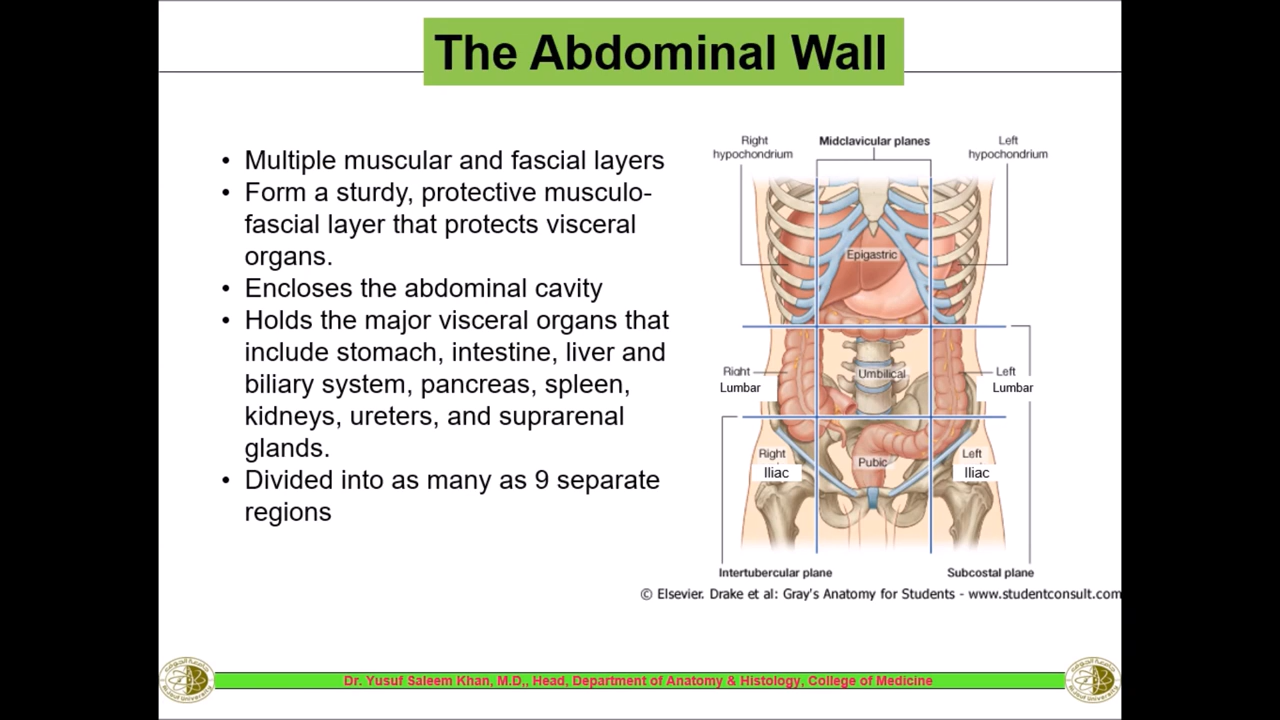 The Abdominal Wall
• Multiple muscular and fascial layers
• Form a sturdy, protective musculo-
fascial layer that protects visceral
organs.
• Encloses the abdominal cavity
• Holds the major visceral organs that
include stomach, intestine, liver and
biliary system, pancreas, spleen,
kidneys, ureters, and suprarenal
glands.
• Divided into as many as 9 separate
regions
Right
hypochondrium
Midclavicular planes
Left
hypochondrium
Epigastric
Right
Lumbar
Umbilical
Left
Lumbar
Right
Iliac
Pubic
Left
Iliac
Intertubercular plane
Subcostal plane
© Elsevier. Drake et al: Gray's Anatomy for Students - www.studentconsult.com
Dr. Yusuf Saleem Khan, M.D,, Head, Department of Anatomy & Histology, College of Medicine